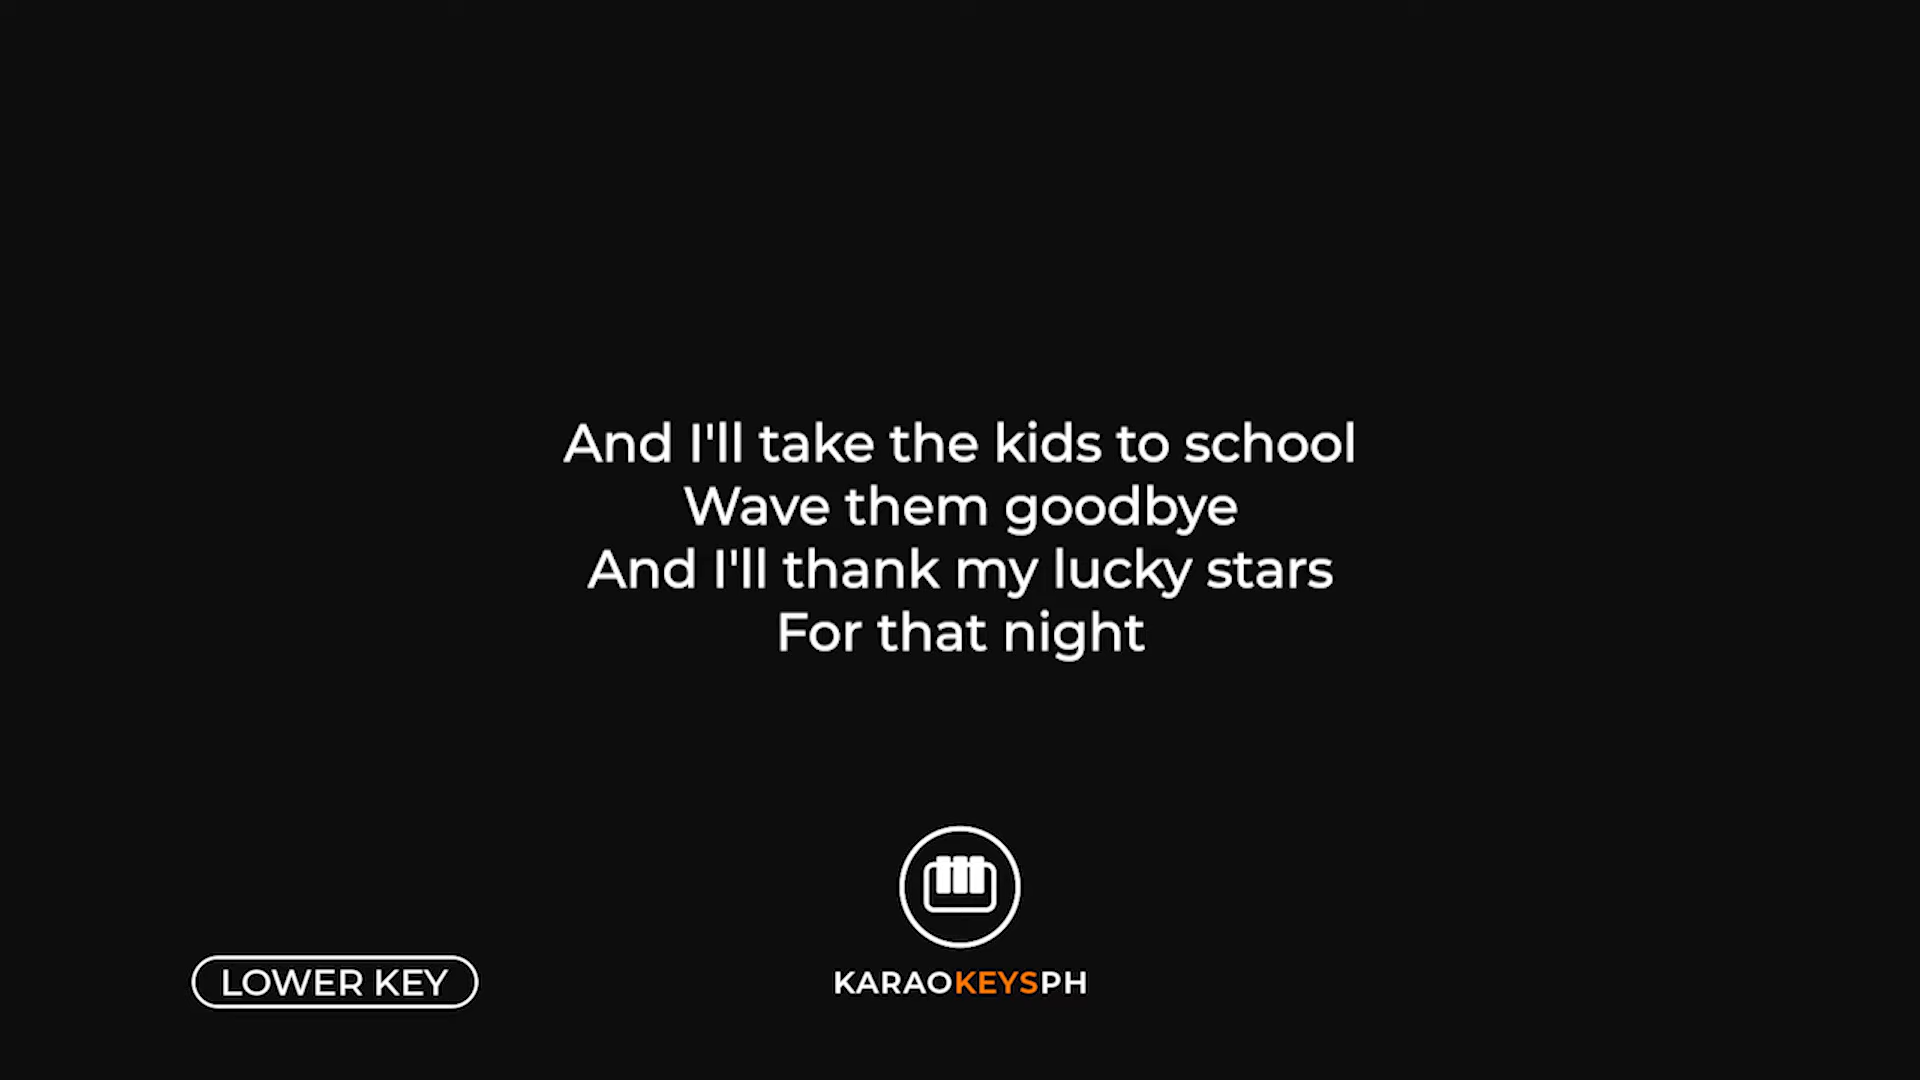 And I'll take the kids to school
Wave them goodbye
And I'll thank my lucky stars
For that night
LOWER KEY
KARAOKEYSPH